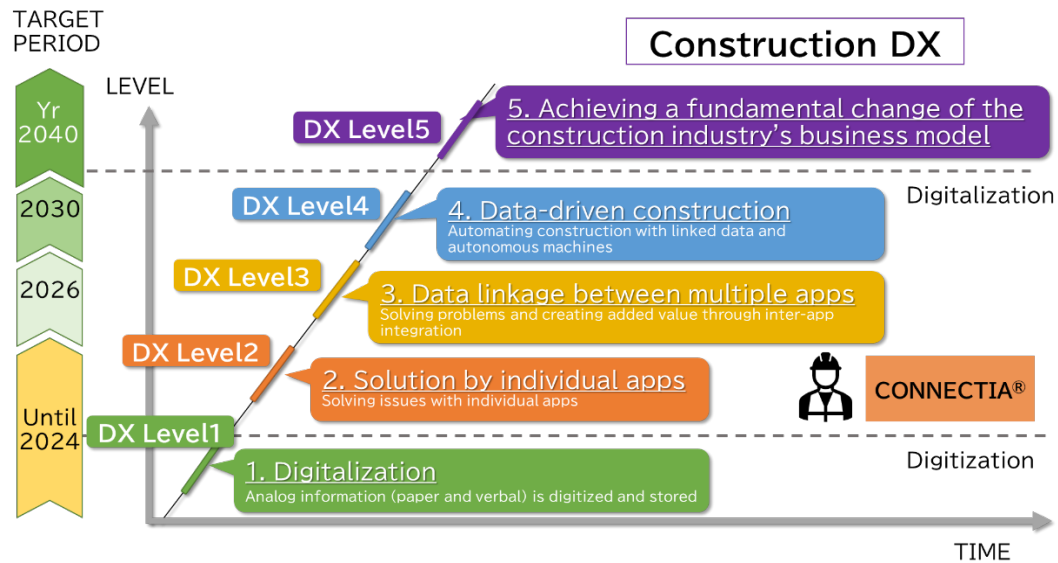 TARGET
PERIOD
Construction DX
LEVEL
Yr
2040
DX Level5
5. Achieving a fundamental change of the
construction industry's business model
2030
DX Level4
Digitalization
4. Data-driven construction
Automating construction with linked data and
autonomous machines
2026
DX Level3
3. Data linkage between multiple apps
Solving problems and creating added value through inter-app
integration
DX Level2
2. Solution by individual apps
Solving issues with individual apps
CONNECTIA®
Until
2024
DX Level1
Digitization
1. Digitalization
Analog information (paper and verbal) is digitized and stored
TIME